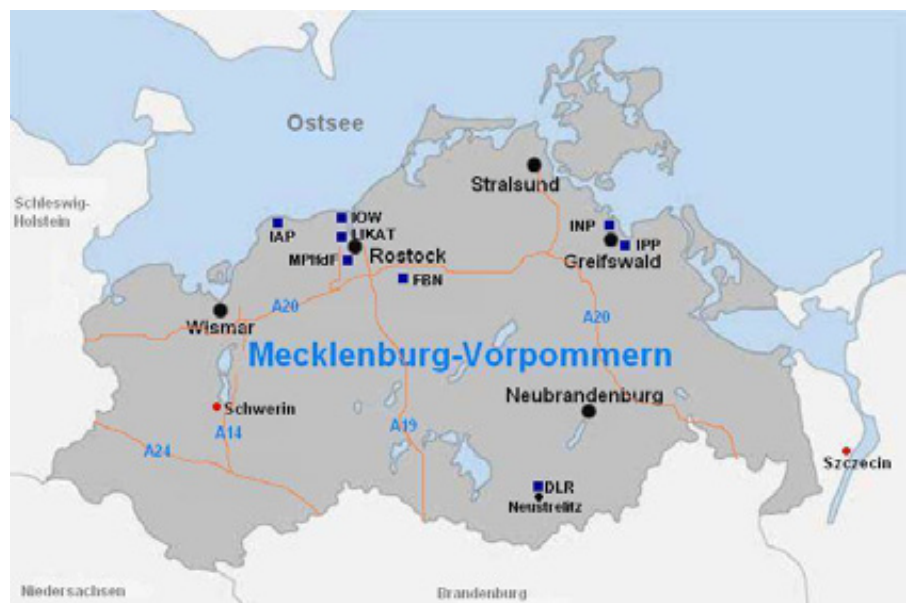 Ostsee
Stralsund
Schleswig-
Holstein
IOW
INP
IAP
LIKAT
IPP
Rostock
Greifswald
MPIfdF
FBN
A20
A20
Wismar
Mecklenburg-Vorpommern
Neubrandenburg
Schwerin
A14
A19
A24
Szczecin
DLR
Neustrelitz
Niedersachsen
Brandenburg